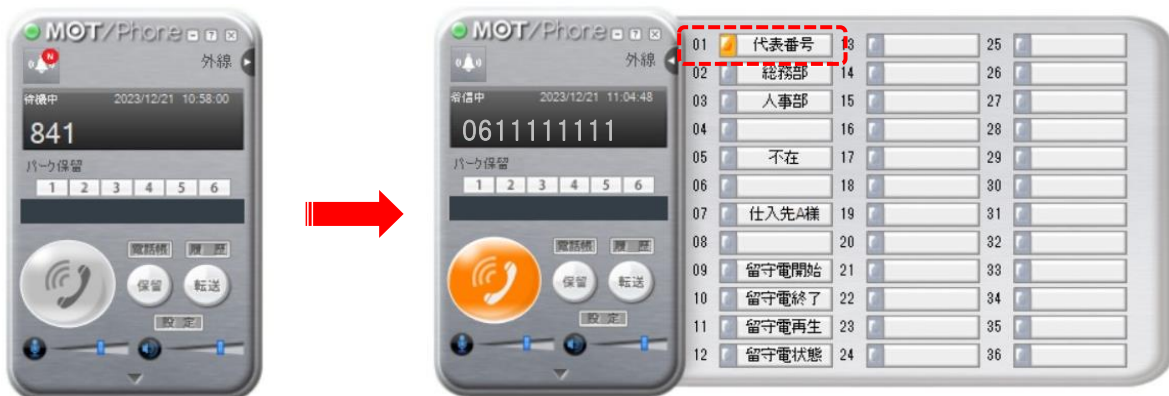 MOT/Phone
N
外線
待機中 2023/12/21 10:58:00
841
パーク保留
1 2 3 4 5 6
電話帳 履歴
保留 転送
設定
MOT/Phone
外線
着信中 2023/12/21 11:04:48
0611111111
パーク保留
1 2 3 4 5 6
電話帳 履歴
保留 転送
設定
01 代表番号 13 25
02 総務部 14 26
03 人事部 15 27
04 16 28
05 不在 17 29
06 18 30
07 仕入先A様 19 31
08 20 32
09 留守電開始 21 33
10 留守電終了 22 34
11 留守電再生 23 35
12 留守電状態 24 36